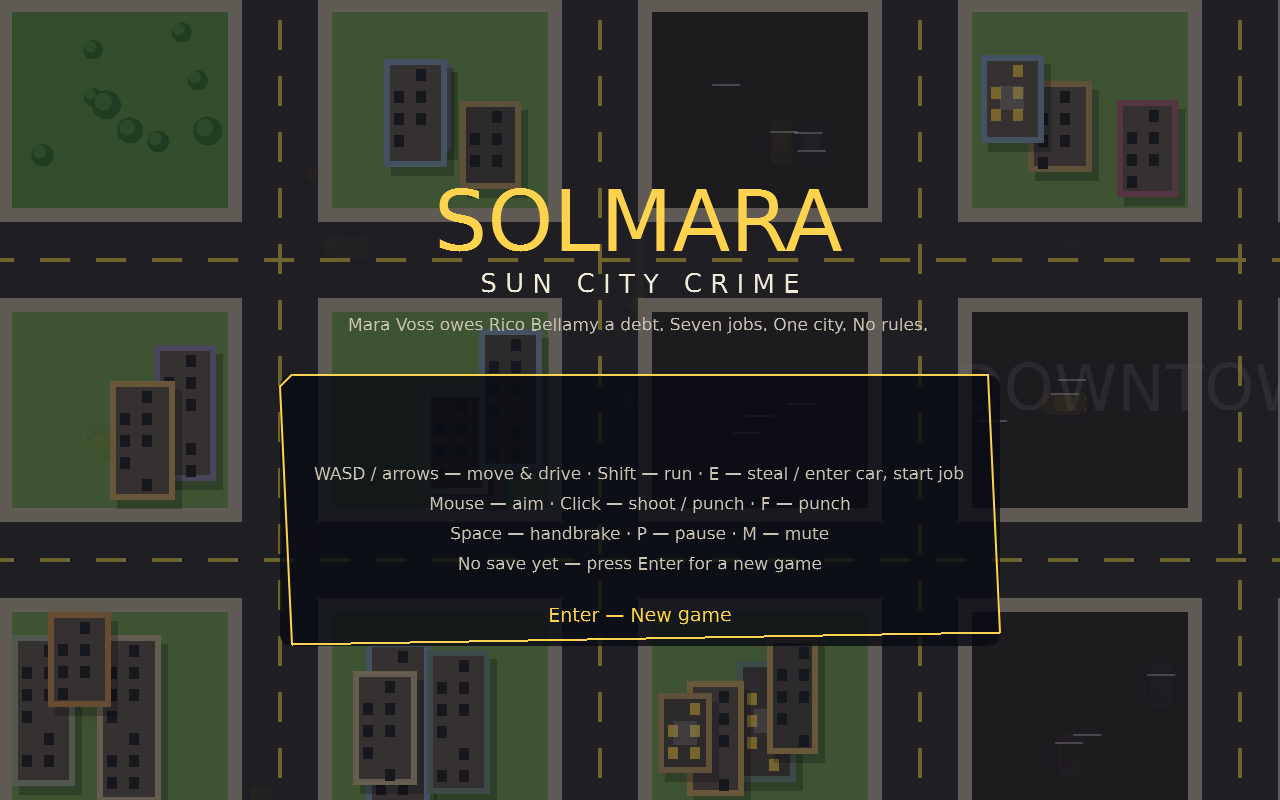 SOLMARA
SUN CITY CRIME
Mara Voss owes Rico Bellamy a debt. Seven jobs. One city. No rules.
DOWNTOW
WASD / arrows — move & drive · Shift — run · E — steal / enter car, start job
Mouse — aim · Click — shoot / punch · F — punch
Space — handbrake · P — pause · M — mute
No save yet — press Enter for a new game
Enter — New game